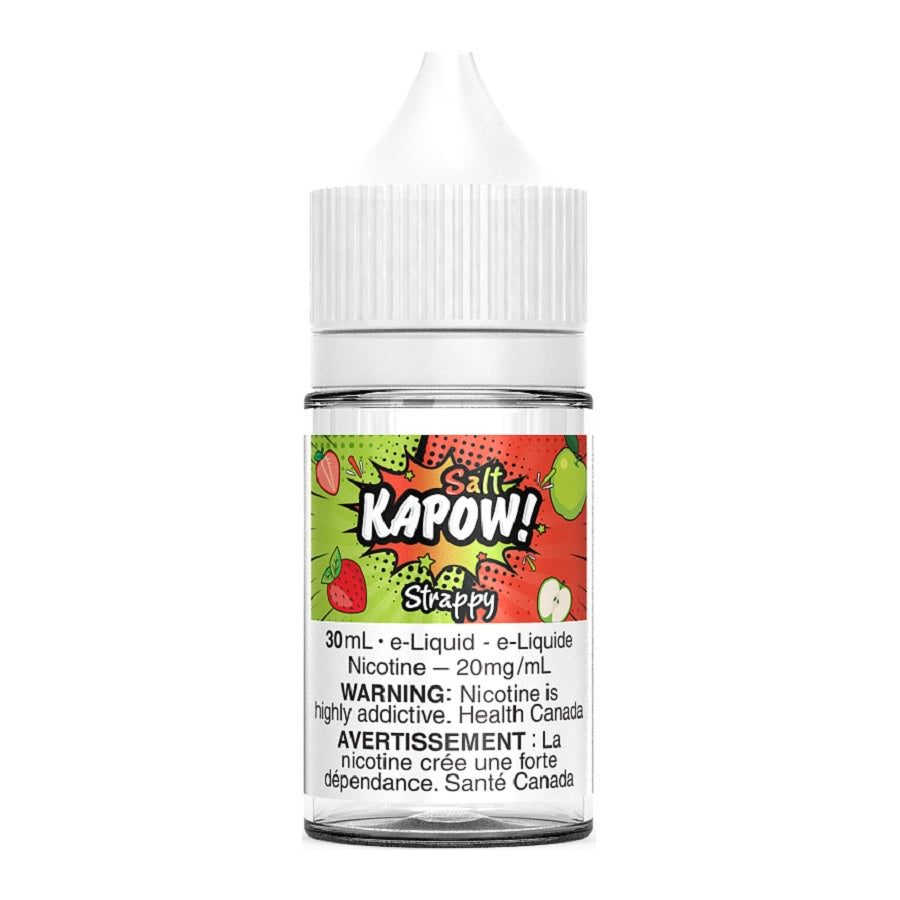 Salt
KAPOW!
Strappy
30mL • e-Liquid - e-Liquide
Nicotine — 20mg/mL
WARNING: Nicotine is
highly addictive. Health Canada
AVERTISSEMENT : La
nicotine crée une forte
dépendance. Santé Canada